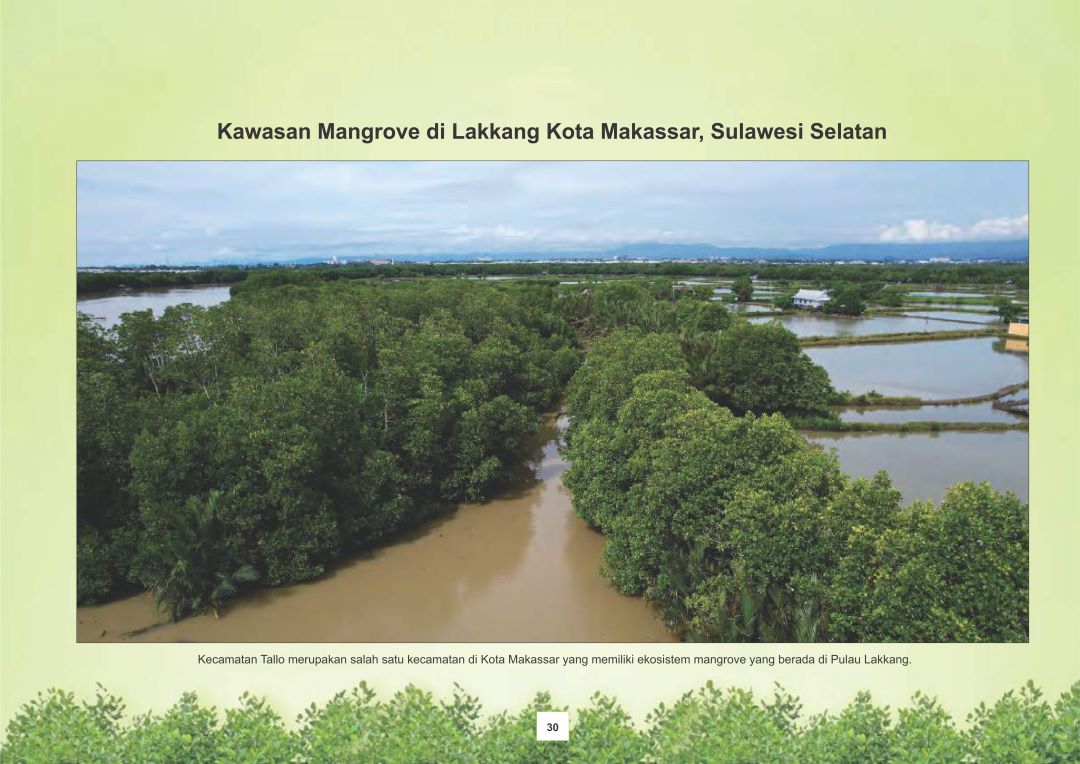 Kawasan Mangrove di Lakkang Kota Makassar, Sulawesi Selatan
Kecamatan Tallo merupakan salah satu kecamatan di Kota Makassar yang memiliki ekosistem mangrove yang berada di Pulau Lakkang.
30